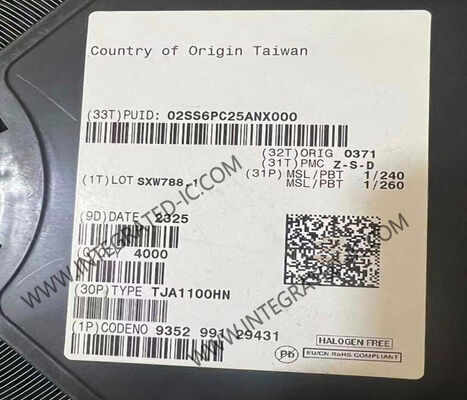 Country of Origin Taiwan
(33T)PUID: 02SS6PC25ANX000
(32T)ORIG 0371
(31T)PMC Z-S-D
(31P) MSL/PBT 1/240
MSL/PBT 1/260
(1T)LOT SXW788.1
(9D)DATE 2325
4000
(30P)TYPE TJA1100HN
(1P)CODENO 9352 991 29431
HALOGEN FREE
Pb
EU/CN RoHS COMPLIANT
WWW.INTEGRATED-IC.COM
WWW.INTEGRATED-IC.COM